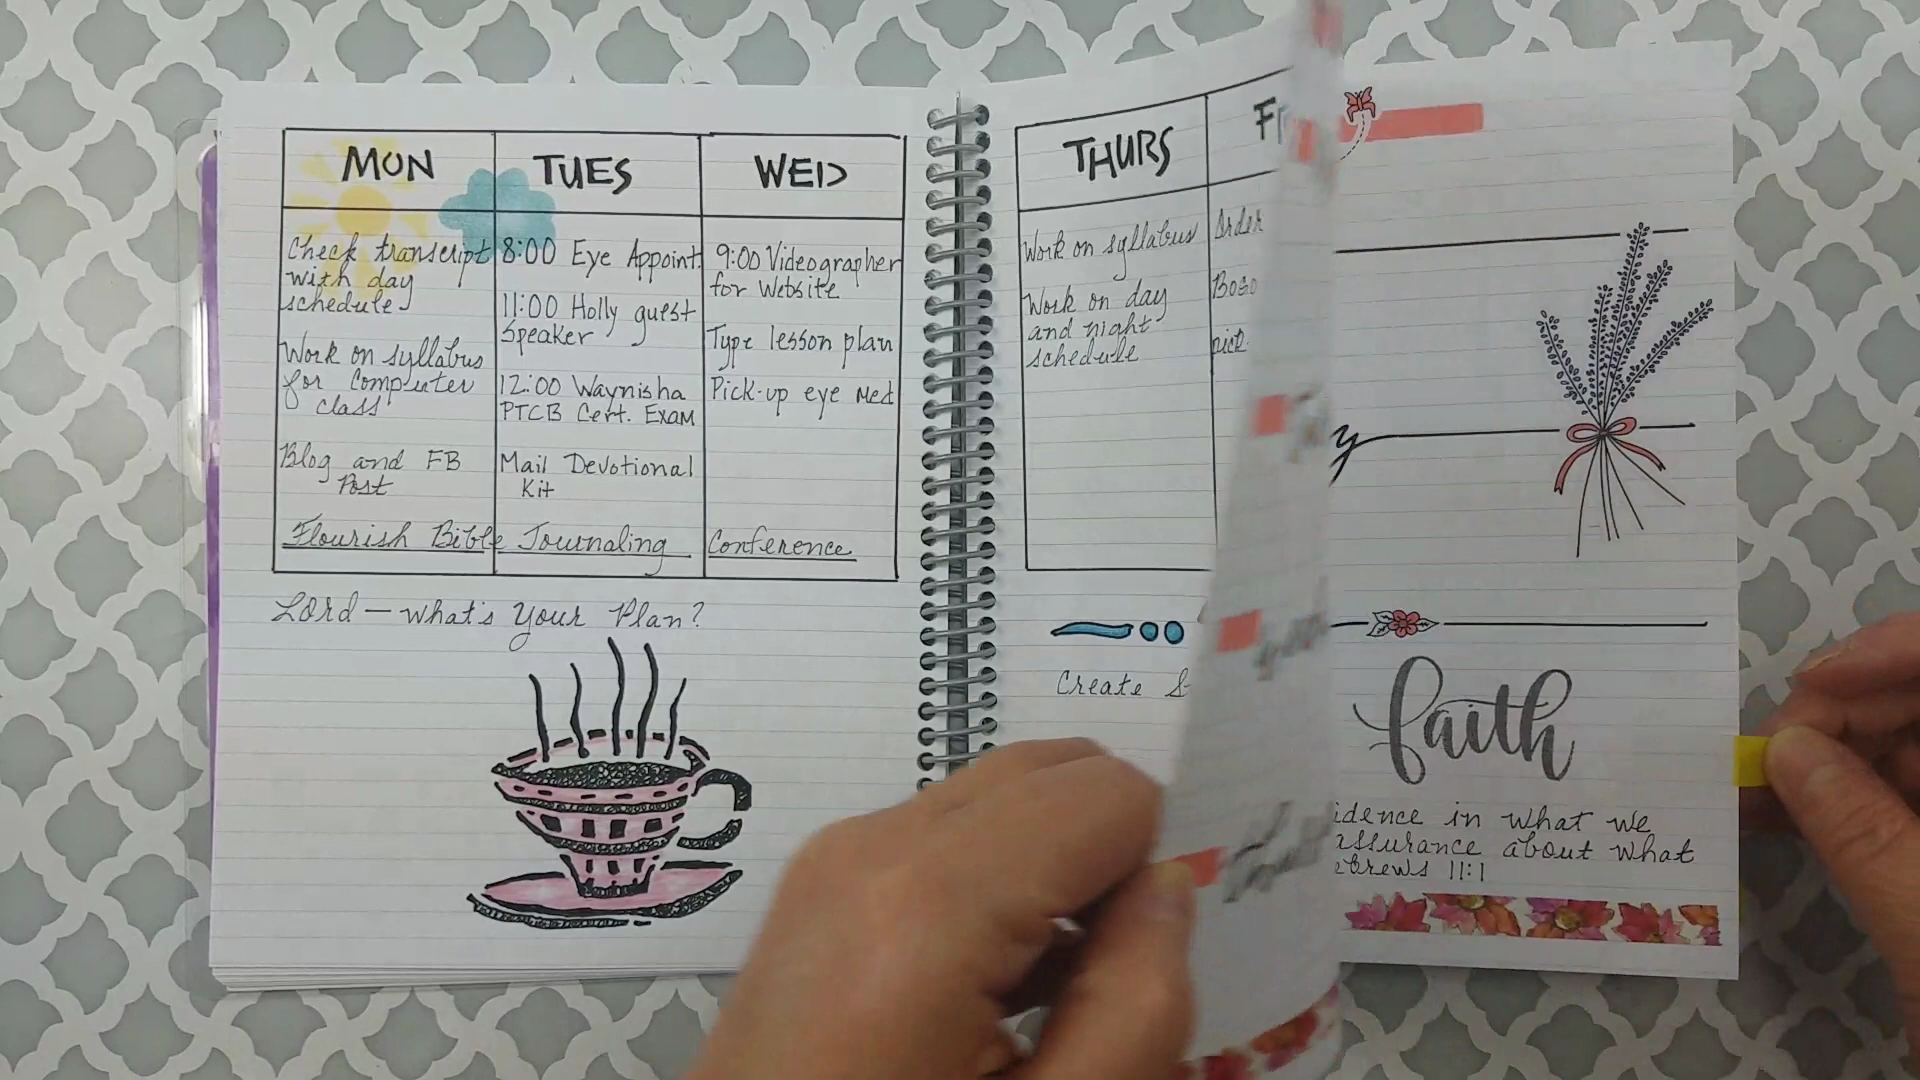 MON
TUES
WED
Check transcript
with day
schedule
Work on syllabus
for Computer
class
Blog and FB
Post
8:00 Eye Appoint.
11:00 Holly guest
speaker
12:00 Waynisha
PTCB Cert. Exam
Mail Devotional
Kit
9:00 Videographer
for Website
Type lesson plan
Pick-up eye Med
Flourish Bible Journaling Conference
Lord — What's Your Plan?
THURS
Work on syllabus
Work on day
and night
schedule
Order
Create
y
faith
idence in what we
assurance about what
ebrews 11:1